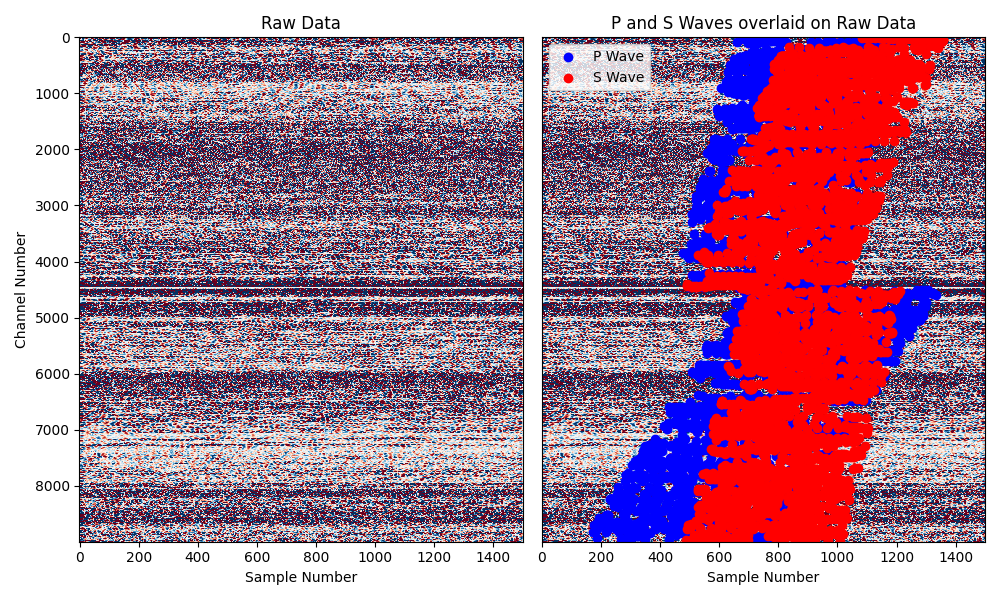 Raw Data
P and S Waves overlaid on Raw Data
P Wave
S Wave
Channel Number
0
1000
2000
3000
4000
5000
6000
7000
8000
0 200 400 600 800 1000 1200 1400
0 200 400 600 800 1000 1200 1400
Sample Number
Sample Number